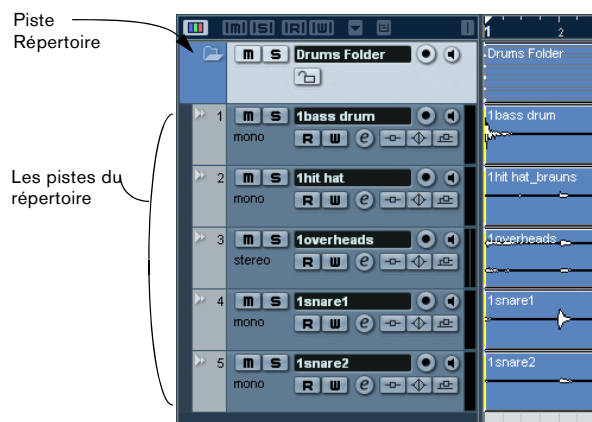 Piste
Répertoire
Les pistes du
répertoire
m S R W
1 2
m S Drums Folder
Drums Folder
1 m S 1bass drum
mono R W e
1bass drum
2 m S 1hit hat
mono R W e
1hit hat_brauns
3 m S 1overheads
stereo R W e
1overheads
4 m S 1snare1
mono R W e
1snare1
5 m S 1snare2
mono R W e
1snare2